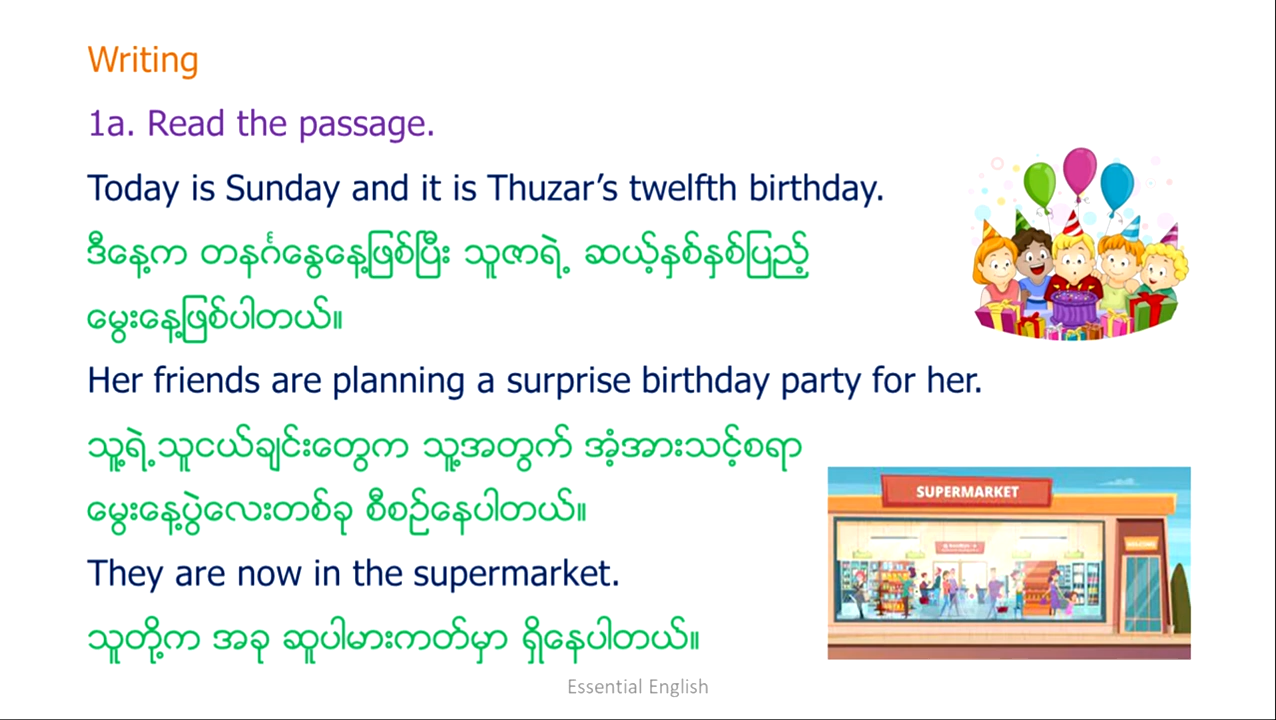 Writing
1a. Read the passage.
Today is Sunday and it is Thuzar’s twelfth birthday.
ဒီနေ့က တနင်္ဂနွေနေ့ဖြစ်ပြီး သူဇာရဲ့ ဆယ့်နှစ်နှစ်ပြည့်
မွေးနေ့ဖြစ်ပါတယ်။
Her friends are planning a surprise birthday party for her.
သူ့ရဲ့သူငယ်ချင်းတွေက သူ့အတွက် အံ့အားသင့်စရာ
မွေးနေ့ပွဲလေးတစ်ခု စီစဉ်နေပါတယ်။
SUPERMARKET
They are now in the supermarket.
သူတို့က အခု ဆူပါမားကတ်မှာ ရှိနေပါတယ်။
Essential English